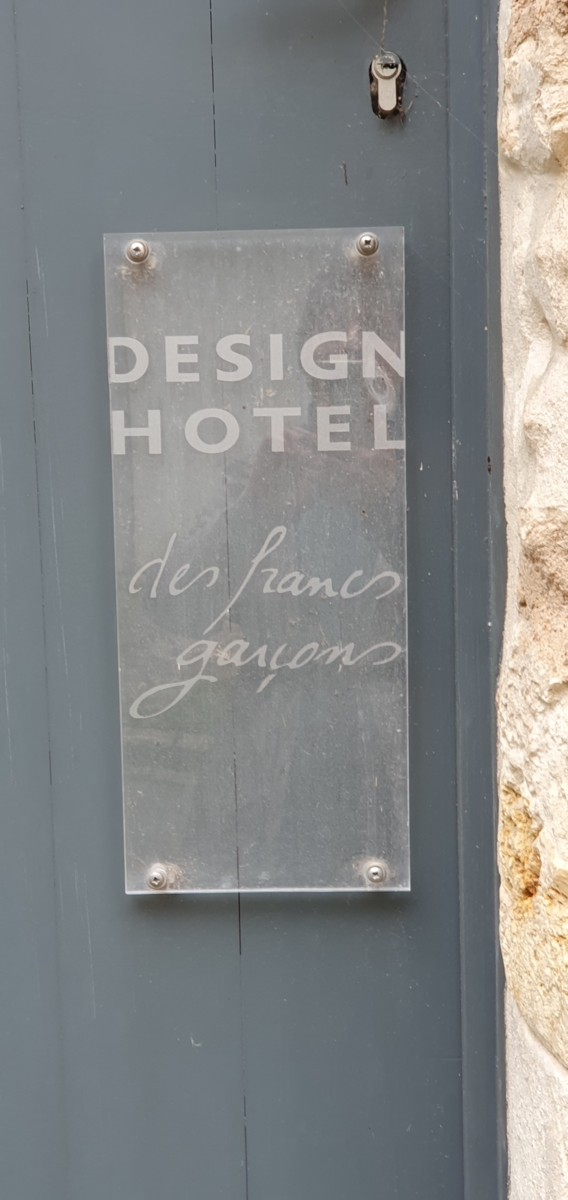 DESIGN
HOTEL
des francs
garçons